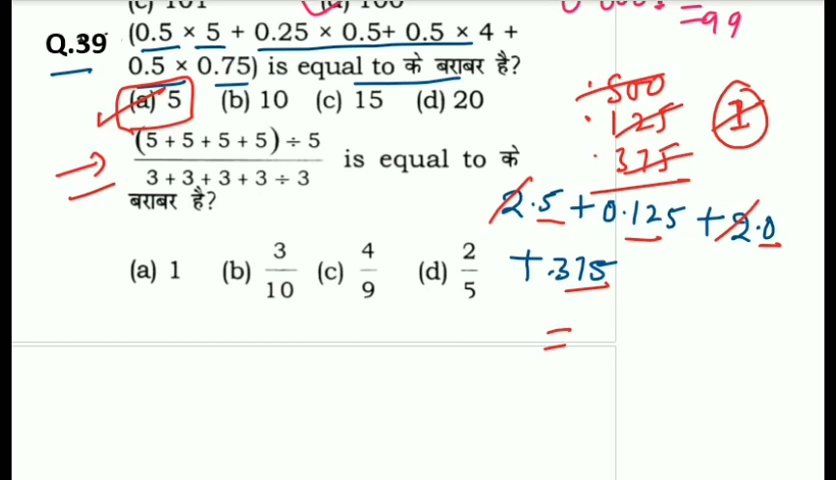 = 99
Q.39 (0.5 × 5 + 0.25 × 0.5+ 0.5 × 4 +
0.5 × 0.75) is equal to के बराबर है?
(a) 5 (b) 10 (c) 15 (d) 20
(5 + 5 + 5 + 5) ÷ 5
3 + 3 + 3 + 3 ÷ 3
is equal to के
बराबर है?
(a) 1 (b) 3/10 (c) 4/9 (d) 2/5
.500
.125
.375
1
2.5 + 0.125 + 2.0
+ .375
=